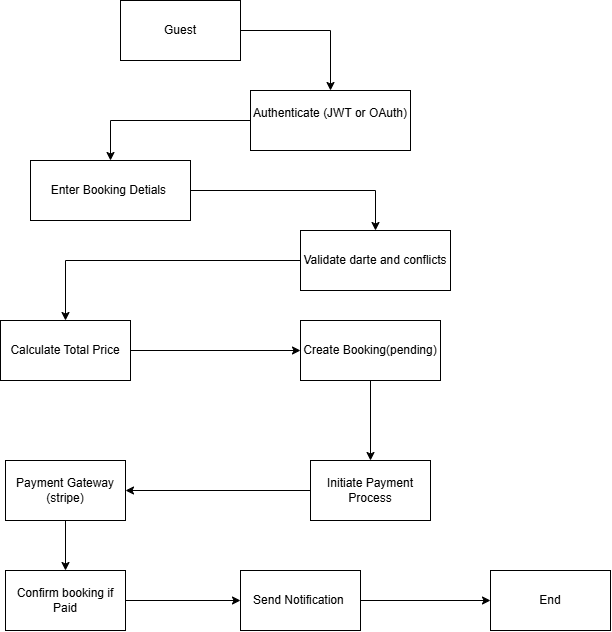 Guest
Authenticate (JWT or OAuth)
Enter Booking Detials
Validate darte and conflicts
Calculate Total Price
Create Booking(pending)
Initiate Payment
Process
Payment Gateway
(stripe)
Confirm booking if
Paid
Send Notification
End